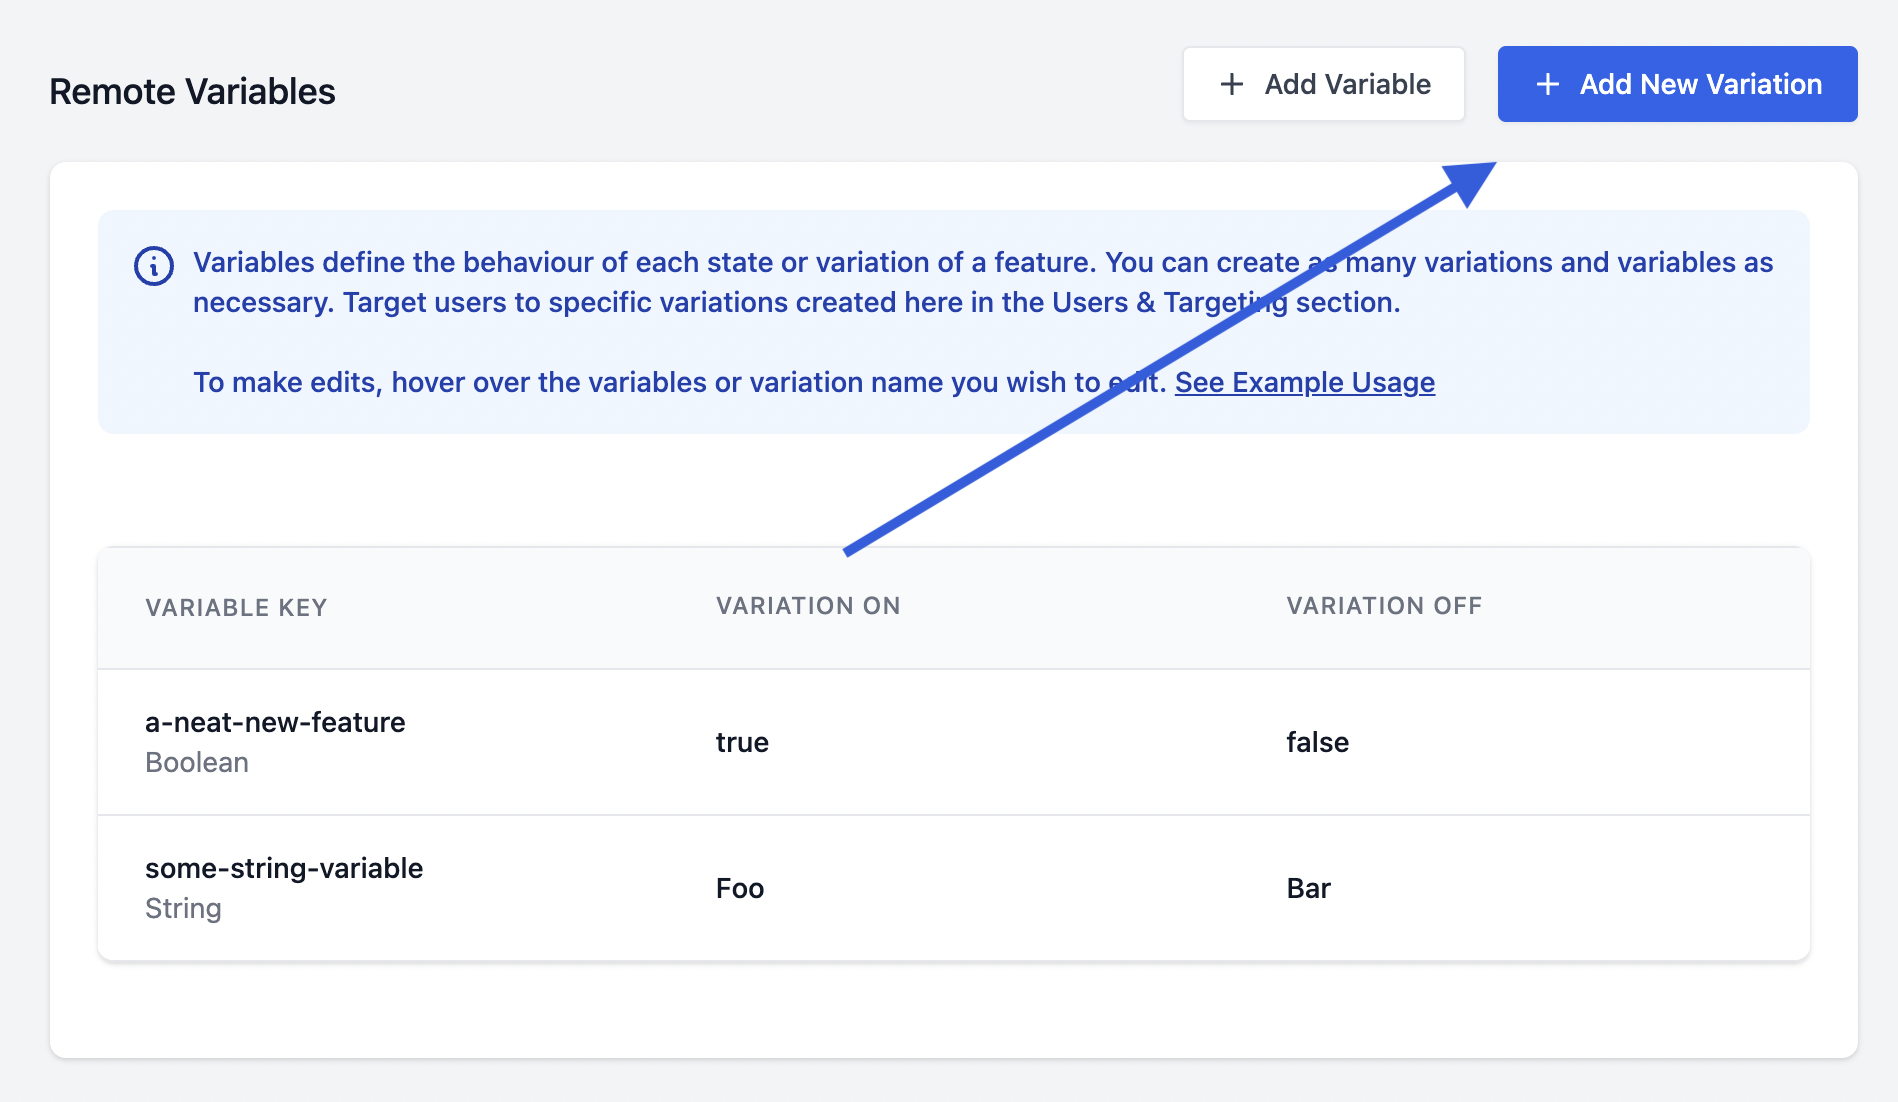 Remote Variables
+ Add Variable
+ Add New Variation
Variables define the behaviour of each state or variation of a feature. You can create as many variations and variables as
necessary. Target users to specific variations created here in the Users & Targeting section.
To make edits, hover over the variables or variation name you wish to edit. See Example Usage
VARIABLE KEY VARIATION ON VARIATION OFF
a-neat-new-feature
Boolean
true
false
some-string-variable
String
Foo
Bar